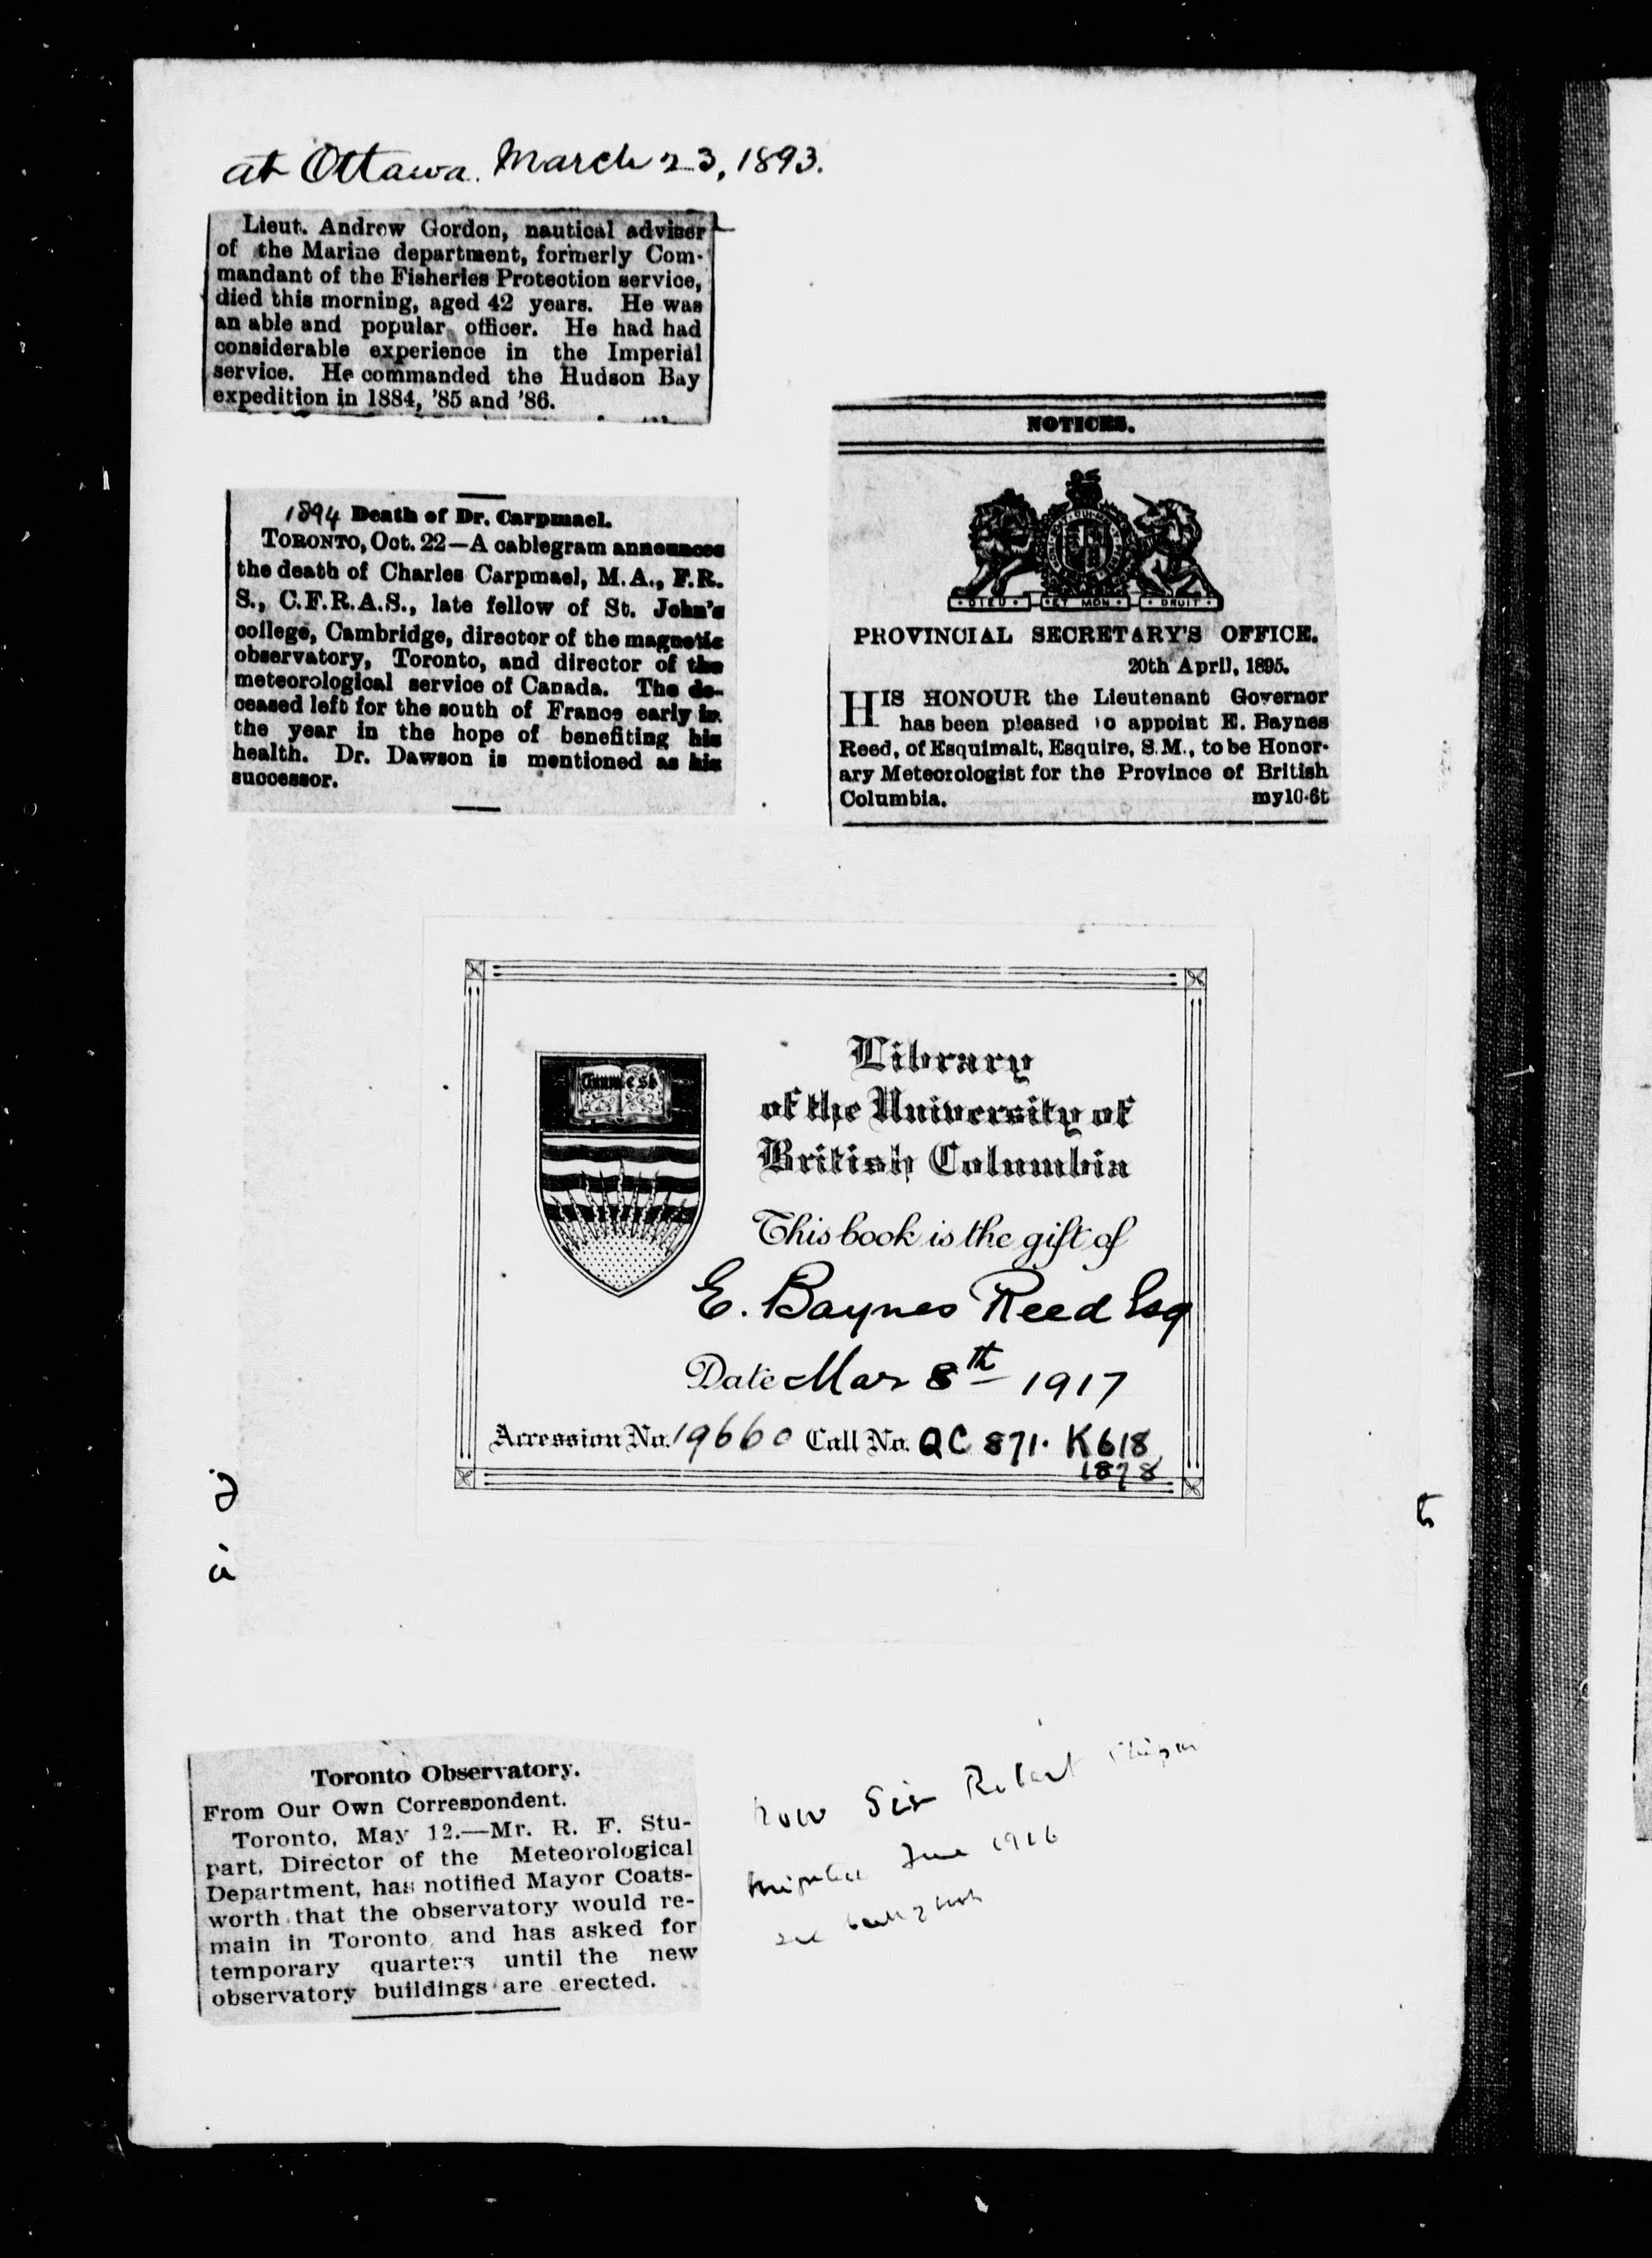 at Ottawa. March 23, 1893.
Lieut. Andrew Gordon, nautical adviser
of the Marine department, formerly Com-
mandant of the Fisheries Protection service,
died this morning, aged 42 years. He was
an able and popular officer. He had had
considerable experience in the Imperial
service. He commanded the Hudson Bay
expedition in 1884, '85 and '86.
1894 Death of Dr. Carpmael.
TORONTO, Oct. 22—A cablegram announces
the death of Charles Carpmael, M.A., F.R.
S., C.F.R.A.S., late fellow of St. John's
college, Cambridge, director of the magnetic
observatory, Toronto, and director of the
meteorological service of Canada. The de-
ceased left for the south of France early in
the year in the hope of benefiting his
health. Dr. Dawson is mentioned as his
successor.
NOTICES.
DIEU ET MON DROIT
PROVINCIAL SECRETARY'S OFFICE.
20th April, 1895.
HIS HONOUR the Lieutenant Governor
has been pleased to appoint E. Baynes
Reed, of Esquimalt, Esquire, S.M., to be Honor-
ary Meteorologist for the Province of British
Columbia. my10-6t
Tuum est
Library
of the University of
British Columbia
This book is the gift of
E. Baynes Reed Esq
Date Mar 8th 1917
Accession No. 19660 Call No. QC 871. K618
1878
Toronto Observatory.
From Our Own Correspondent.
Toronto, May 12.—Mr. R. F. Stu-
part, Director of the Meteorological
Department, has notified Mayor Coats-
worth that the observatory would re-
main in Toronto and has asked for
temporary quarters until the new
observatory buildings are erected.
now Sir Robert
June 1916
see